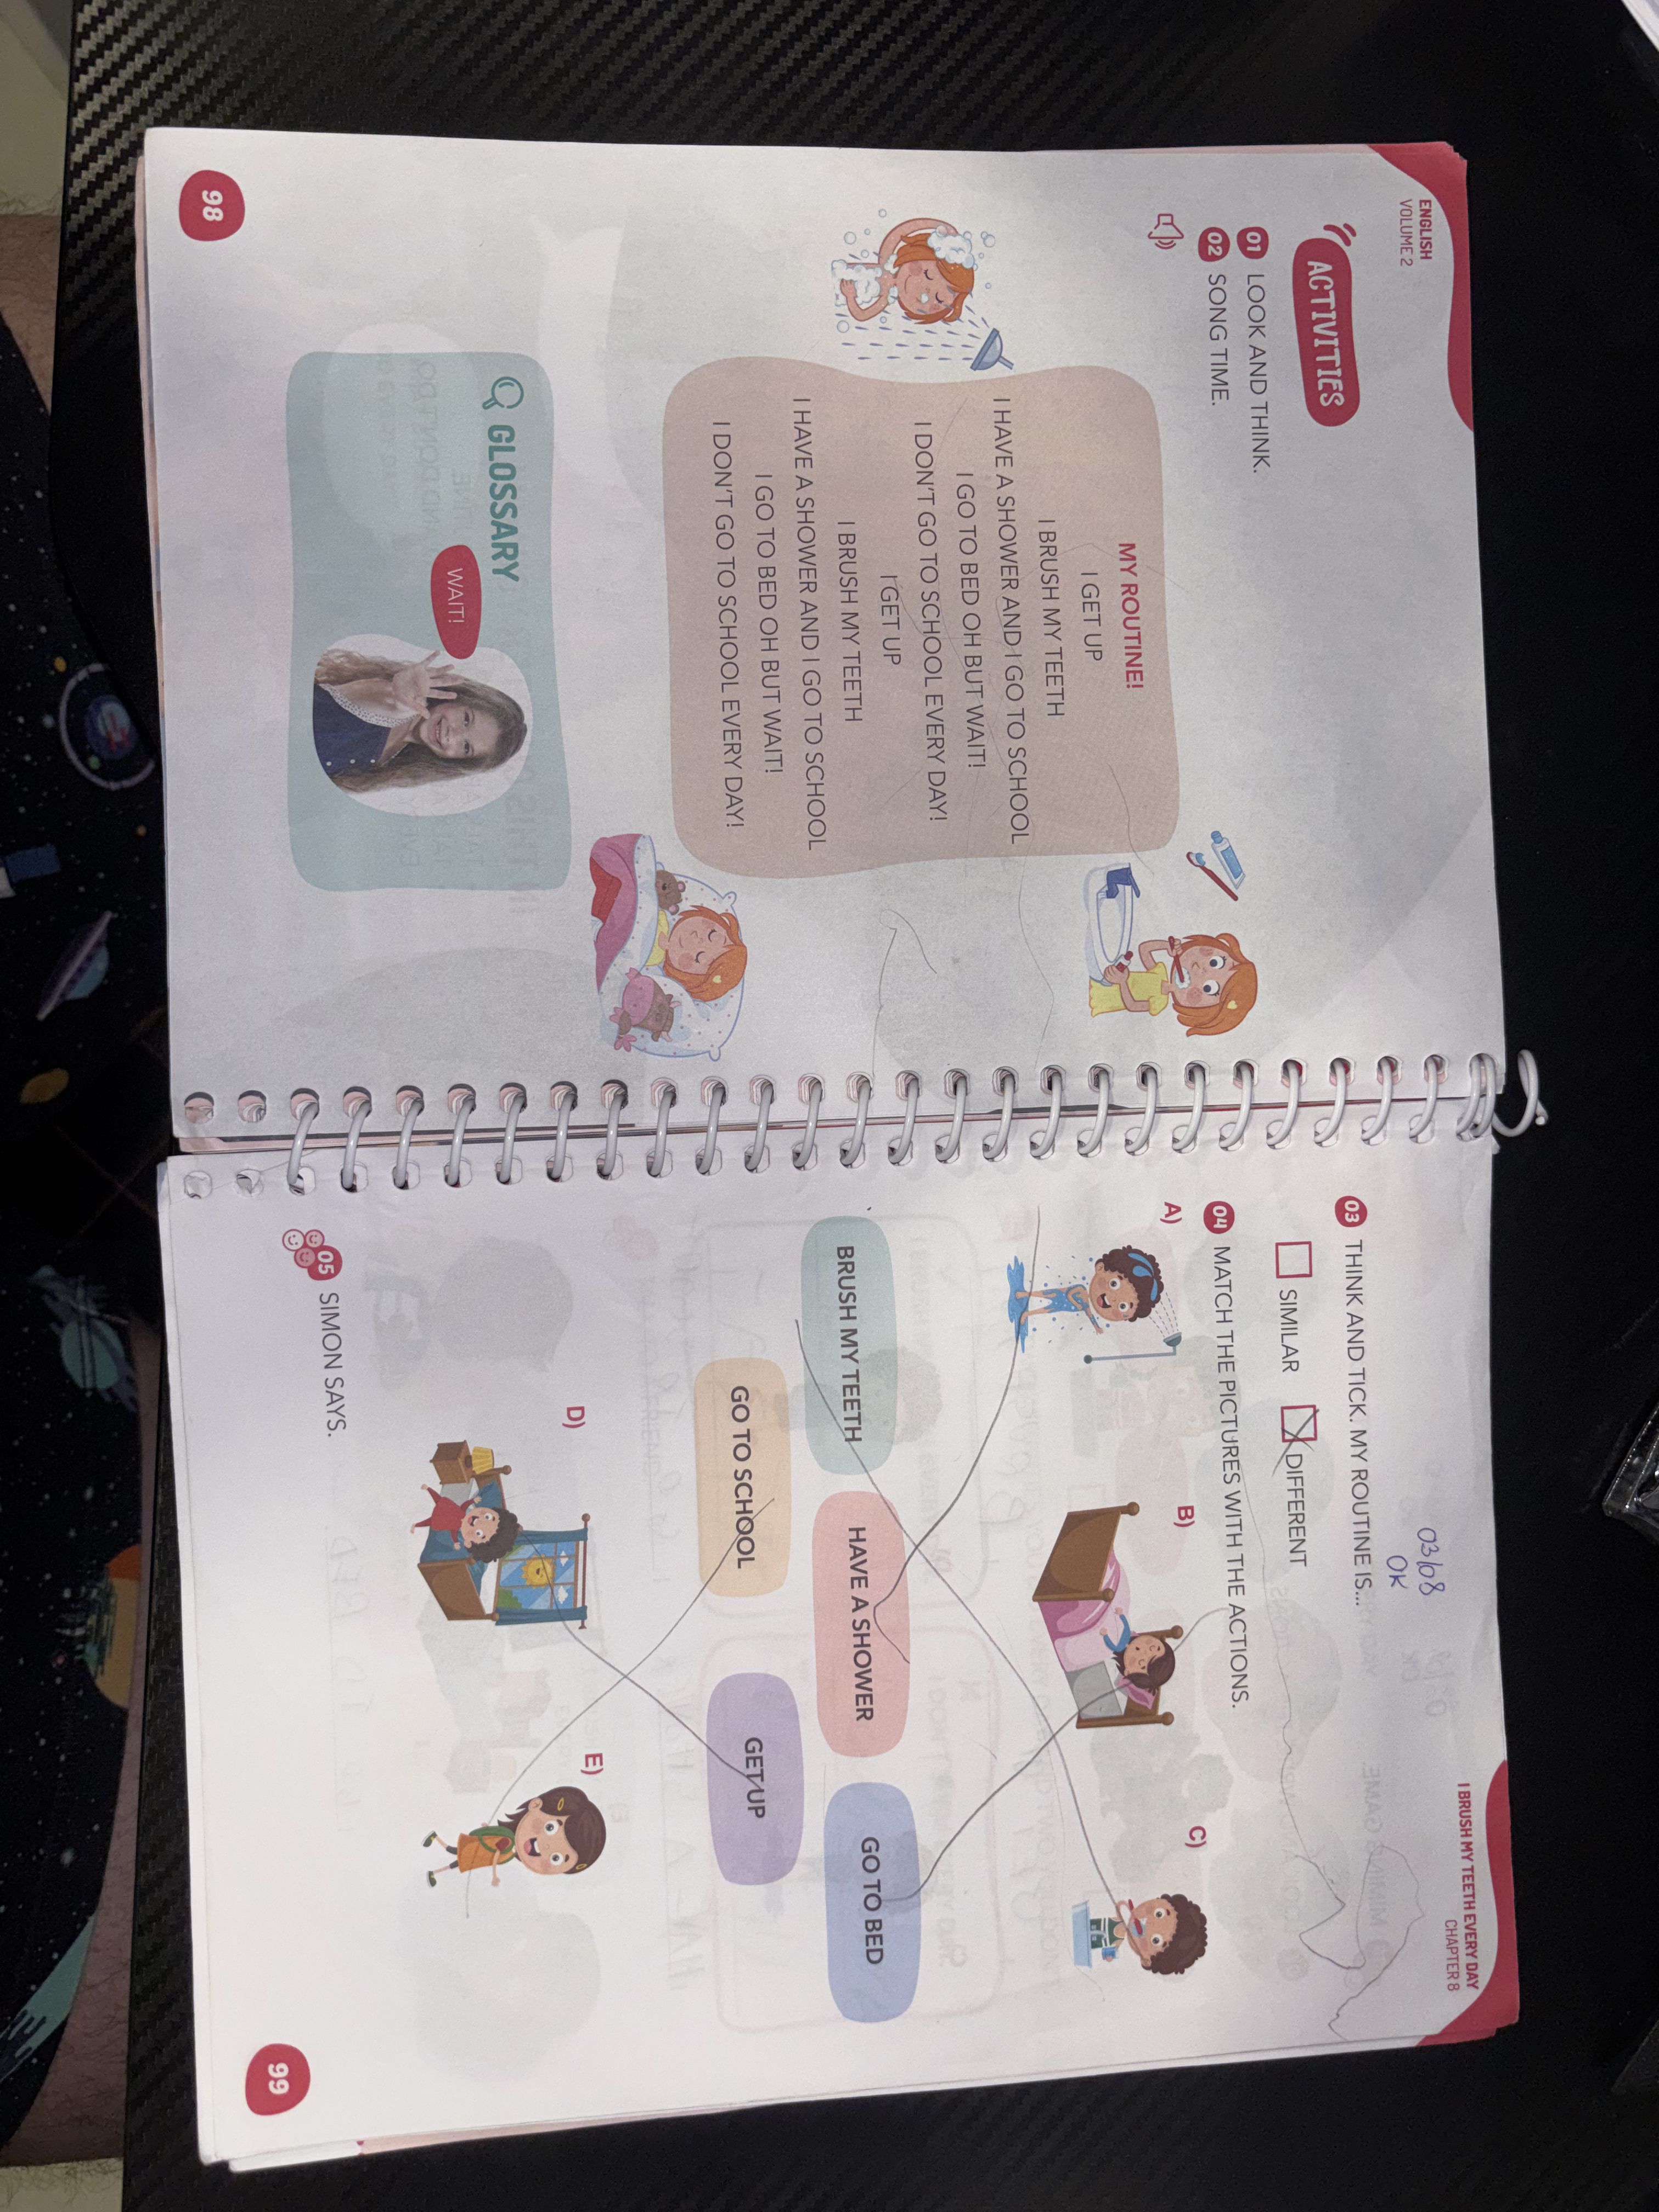 ENGLISH
VOLUME 2
ACTIVITIES
01 LOOK AND THINK.
02 SONG TIME.
MY ROUTINE!
I GET UP
I BRUSH MY TEETH
I HAVE A SHOWER AND I GO TO SCHOOL
I GO TO BED OH BUT WAIT!
I DON'T GO TO SCHOOL EVERY DAY!
I GET UP
I BRUSH MY TEETH
I HAVE A SHOWER AND I GO TO SCHOOL
I GO TO BED OH BUT WAIT!
I DON'T GO TO SCHOOL EVERY DAY!
GLOSSARY
WAIT!
98
I BRUSH MY TEETH EVERY DAY
CHAPTER 8
03/08
OK
03 THINK AND TICK. MY ROUTINE IS...
SIMILAR DIFFERENT
04 MATCH THE PICTURES WITH THE ACTIONS.
A) B) C)
BRUSH MY TEETH HAVE A SHOWER GO TO BED
GO TO SCHOOL GET UP
D) E)
05 SIMON SAYS.
99